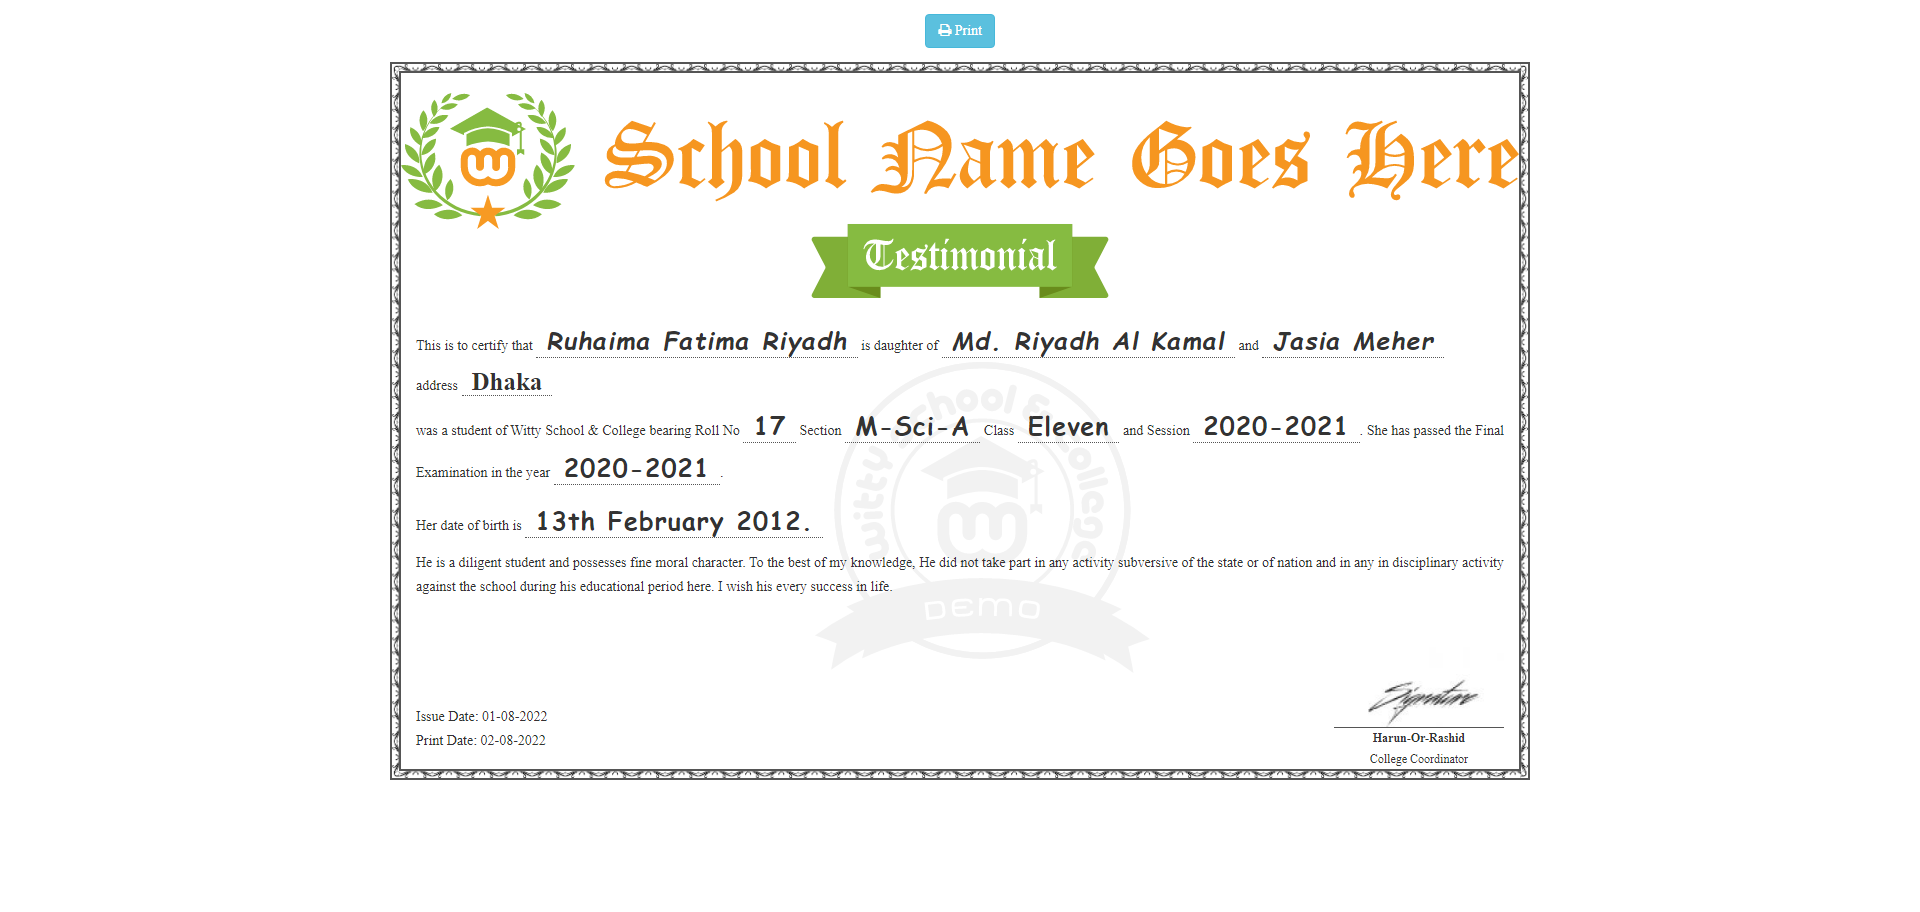 Print
School Name Goes Here
Testimonial
This is to certify that Ruhaima Fatima Riyadh is daughter of Md. Riyadh Al Kamal and Jasia Meher
address Dhaka
was a student of Witty School & College bearing Roll No 17 Section M-Sci-A Class Eleven and Session 2020-2021. She has passed the Final
Examination in the year 2020-2021.
Her date of birth is 13th February 2012.
He is a diligent student and possesses fine moral character. To the best of my knowledge, He did not take part in any activity subversive of the state or of nation and in any in disciplinary activity
against the school during his educational period here. I wish his every success in life.
Witty School & College
DEMO
Signature
Issue Date: 01-08-2022
Print Date: 02-08-2022
Harun-Or-Rashid
College Coordinator